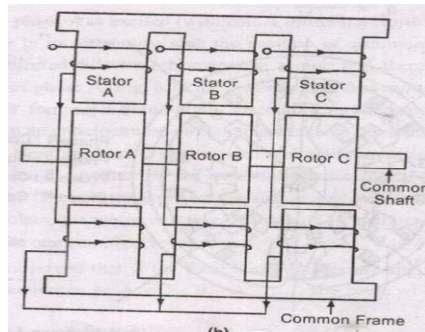 Stator
A
Stator
B
Stator
C
Rotor A
Rotor B
Rotor C
Common
Shaft
Common Frame
(b)